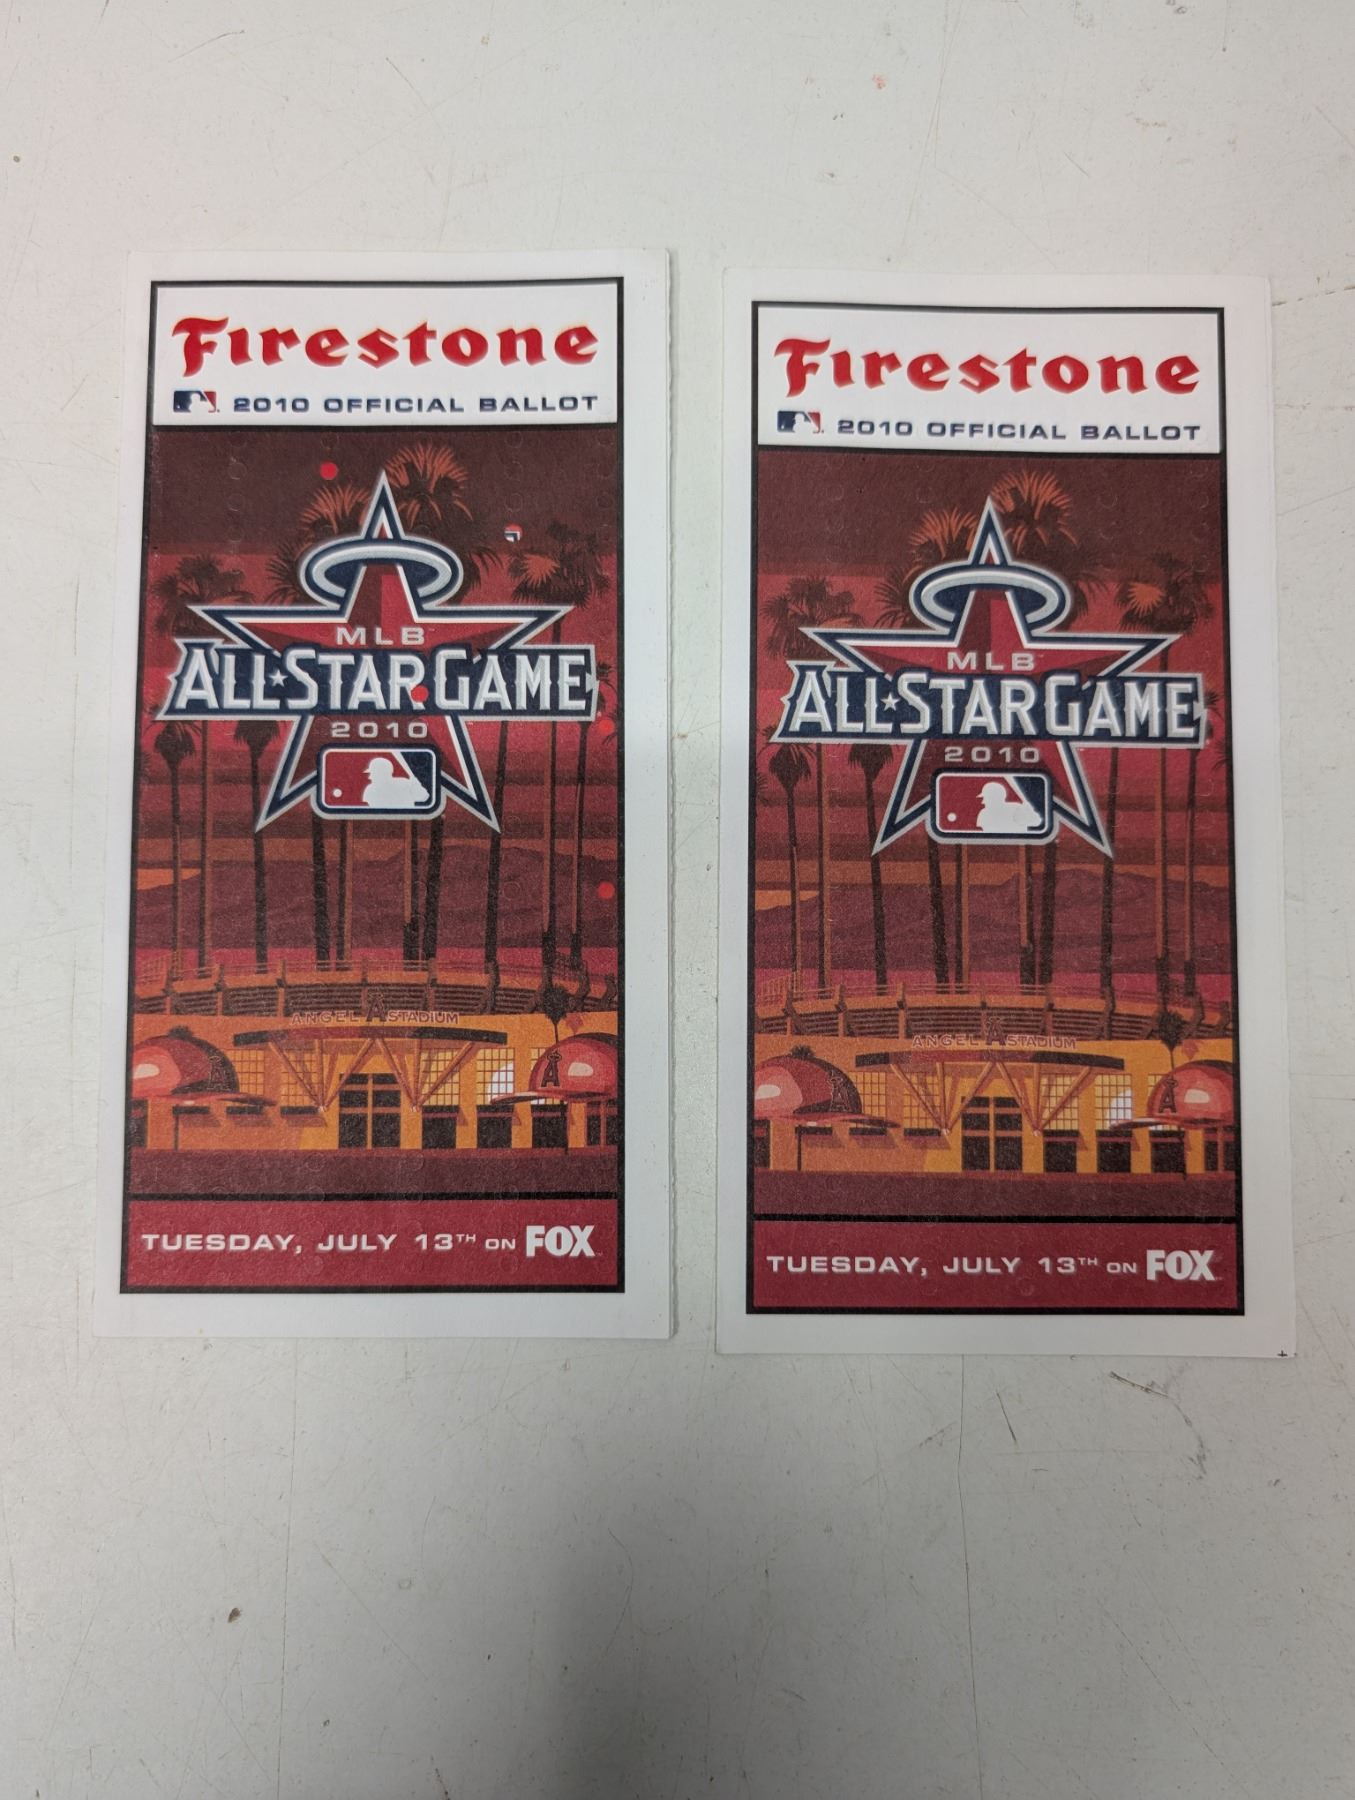 Firestone
2010 OFFICIAL BALLOT
MLB
ALL★STAR GAME
2010
ANGEL A STADIUM
A
A
TUESDAY, JULY 13TH ON FOX
Firestone
2010 OFFICIAL BALLOT
MLB
ALL★STAR GAME
2010
ANGEL A STADIUM
A
A
TUESDAY, JULY 13TH ON FOX